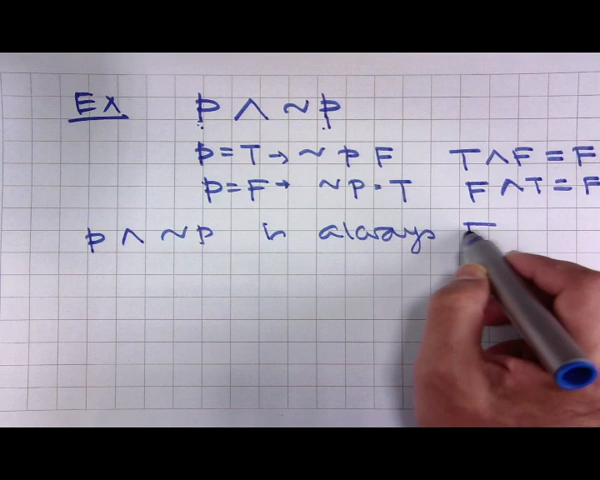 Ex p ∧ ~p
p = T → ~ p F T ∧ F = F
p = F → ~p = T F ∧ T = F
p ∧ ~p is always